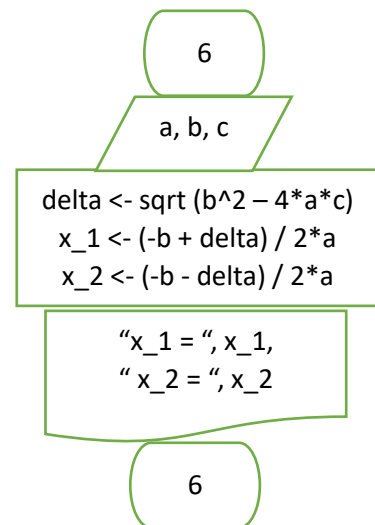 6
a, b, c
delta <- sqrt (b^2 – 4*a*c)
x_1 <- (-b + delta) / 2*a
x_2 <- (-b - delta) / 2*a
“x_1 = “, x_1,
“ x_2 = “, x_2
6